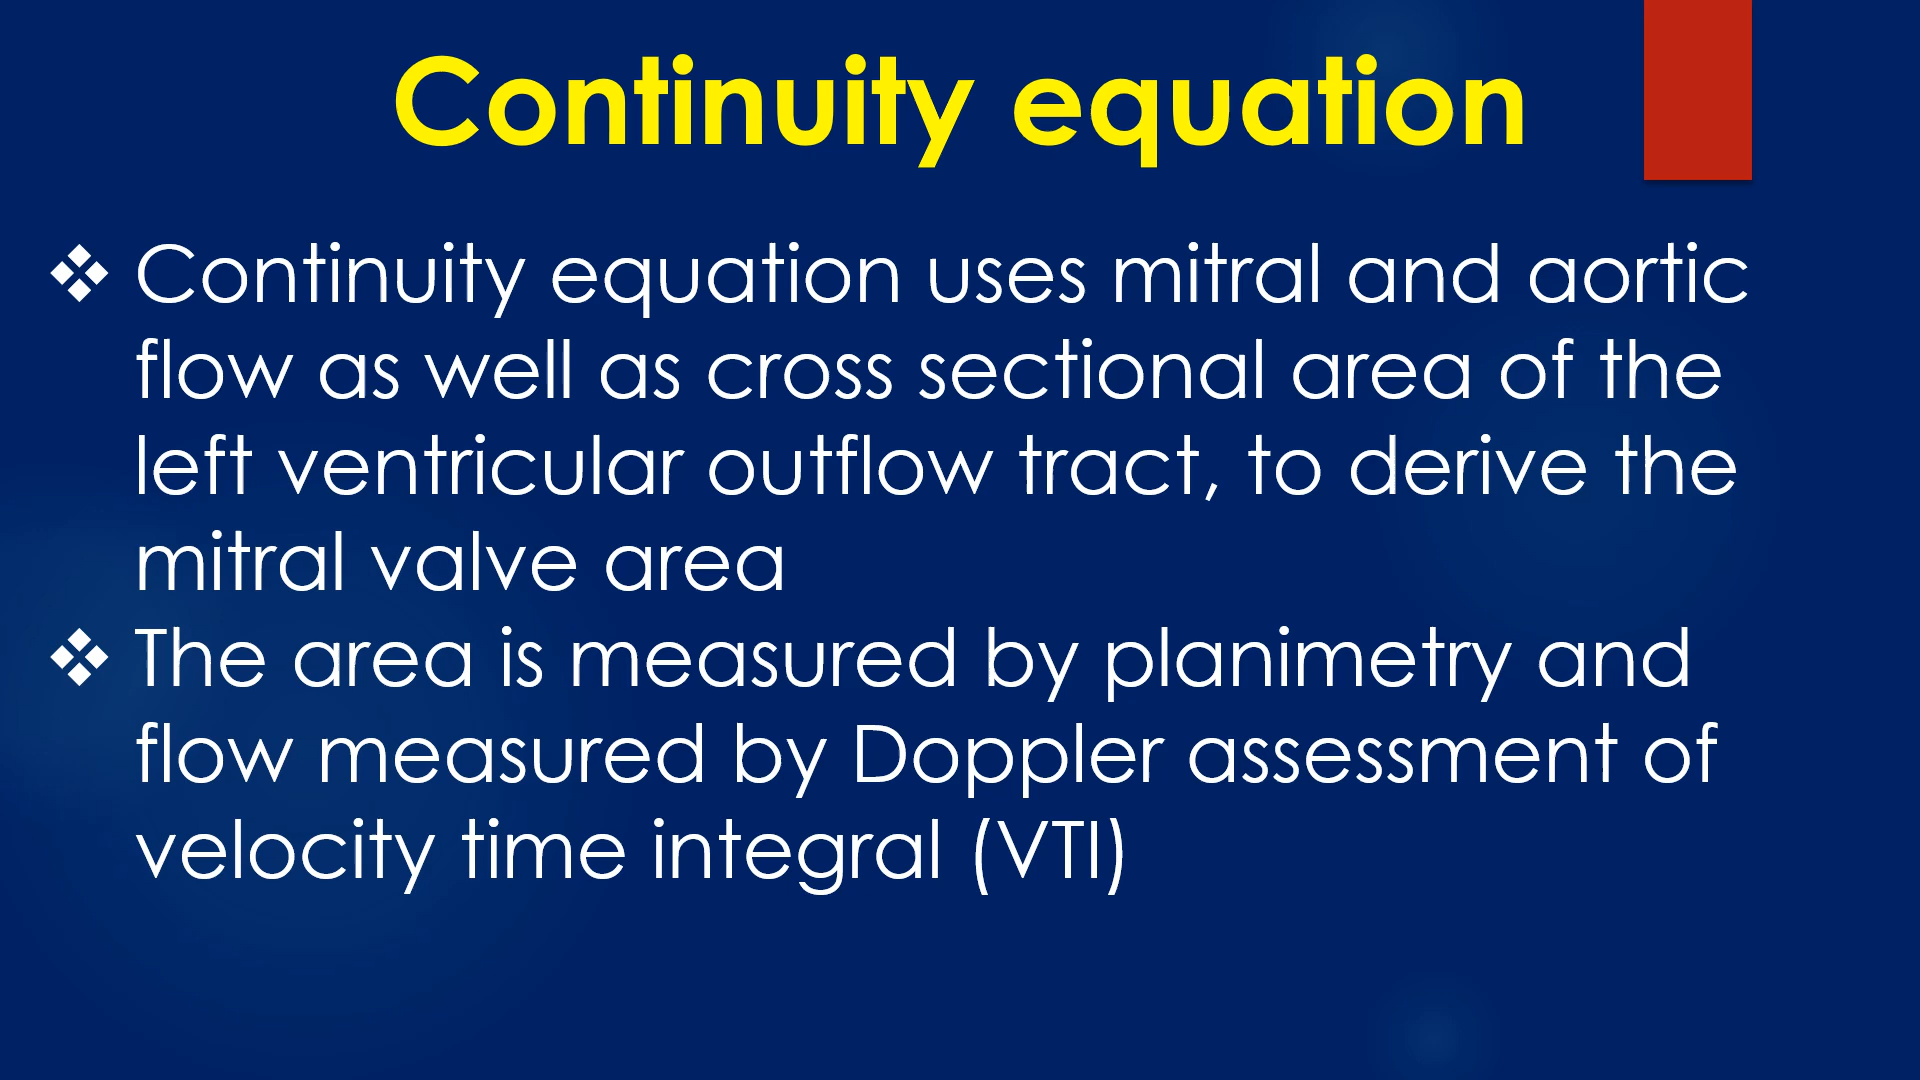 Continuity equation
❖ Continuity equation uses mitral and aortic
flow as well as cross sectional area of the
left ventricular outflow tract, to derive the
mitral valve area
❖ The area is measured by planimetry and
flow measured by Doppler assessment of
velocity time integral (VTI)